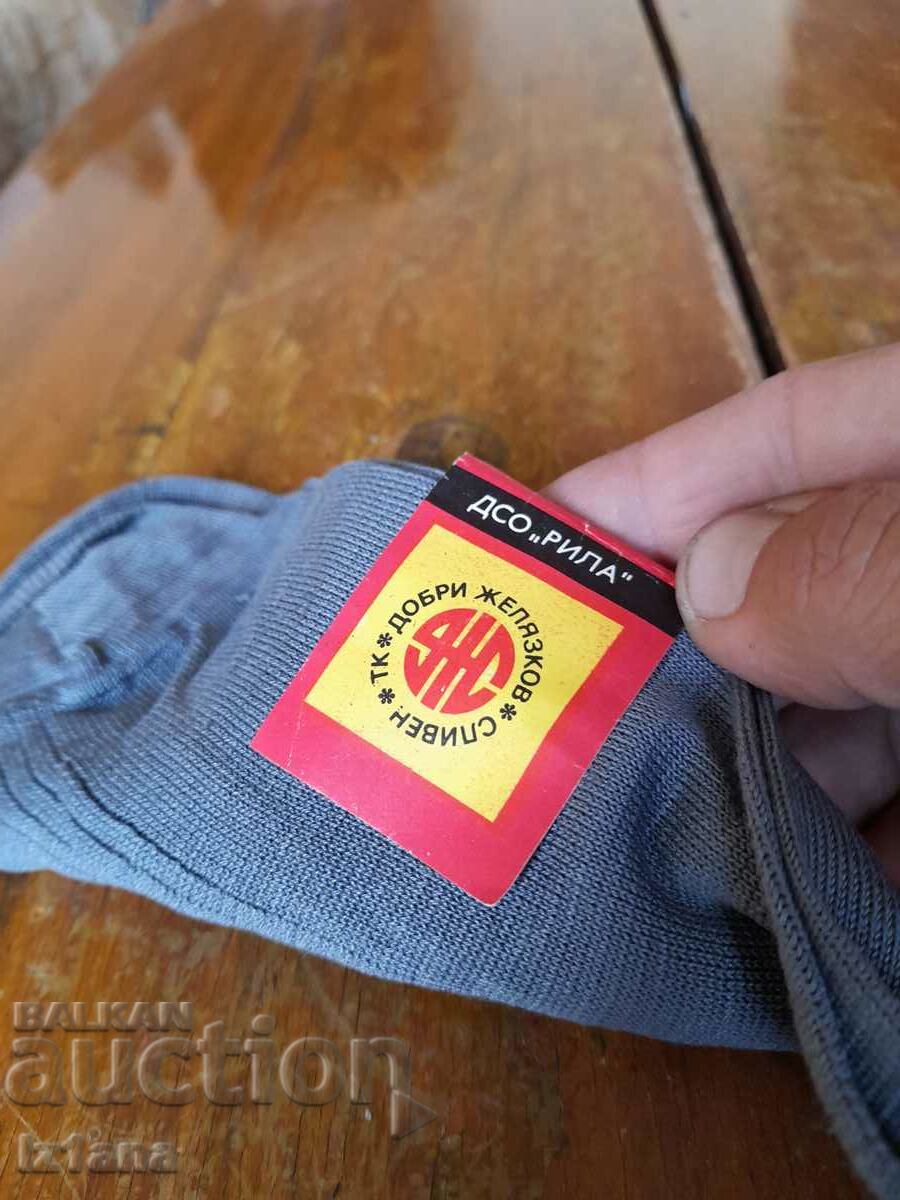 ДСО „РИЛА"
ТК * ДОБРИ ЖЕЛЯЗКОВ * СЛИВЕН *
BALKAN
auction
iz1ana